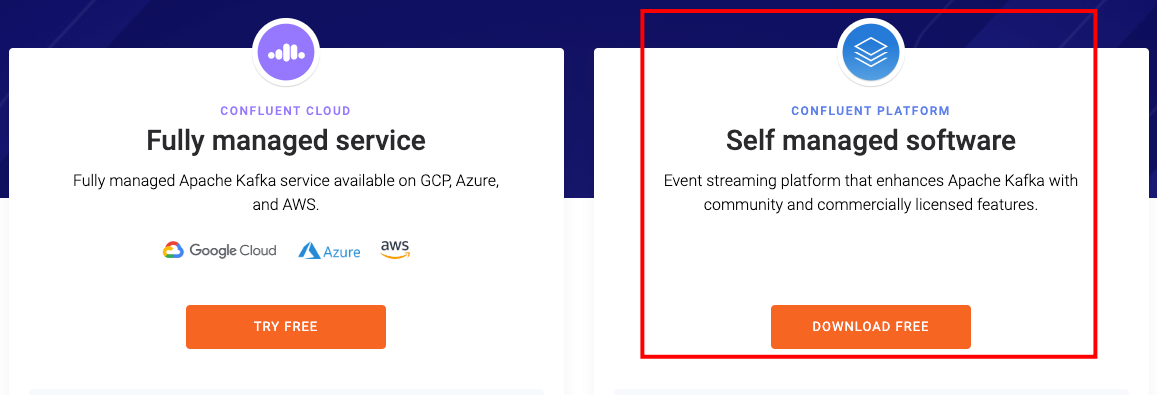 CONFLUENT CLOUD
Fully managed service
Fully managed Apache Kafka service available on GCP, Azure,
and AWS.
Google Cloud
Azure
aws
TRY FREE
CONFLUENT PLATFORM
Self managed software
Event streaming platform that enhances Apache Kafka with
community and commercially licensed features.
DOWNLOAD FREE